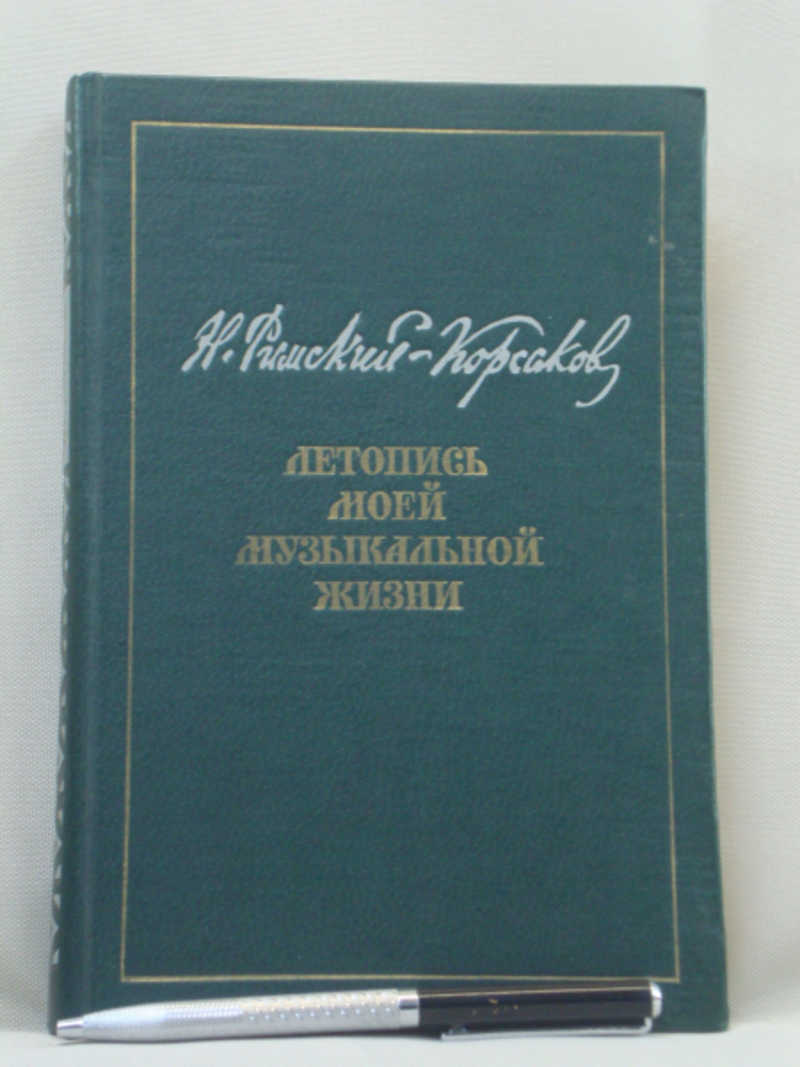 Н. Римский-Корсаков
ЛЕТОПИСЬ
МОЕЙ
МУЗЫКАЛЬНОЙ
ЖИЗНИ